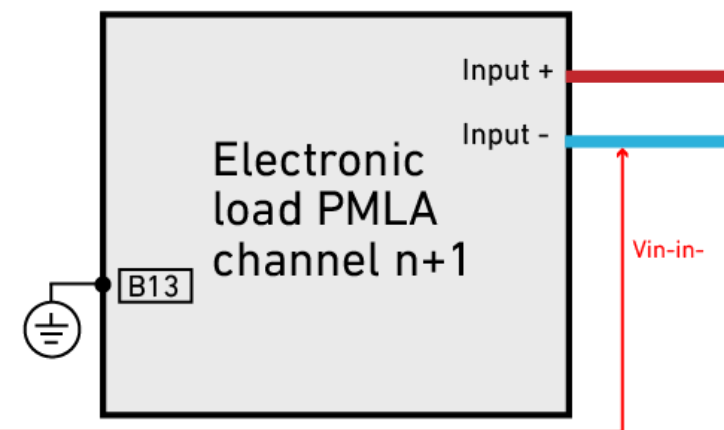 Input +
Input -
Electronic
load PMLA
channel n+1
Vin-in-
B13